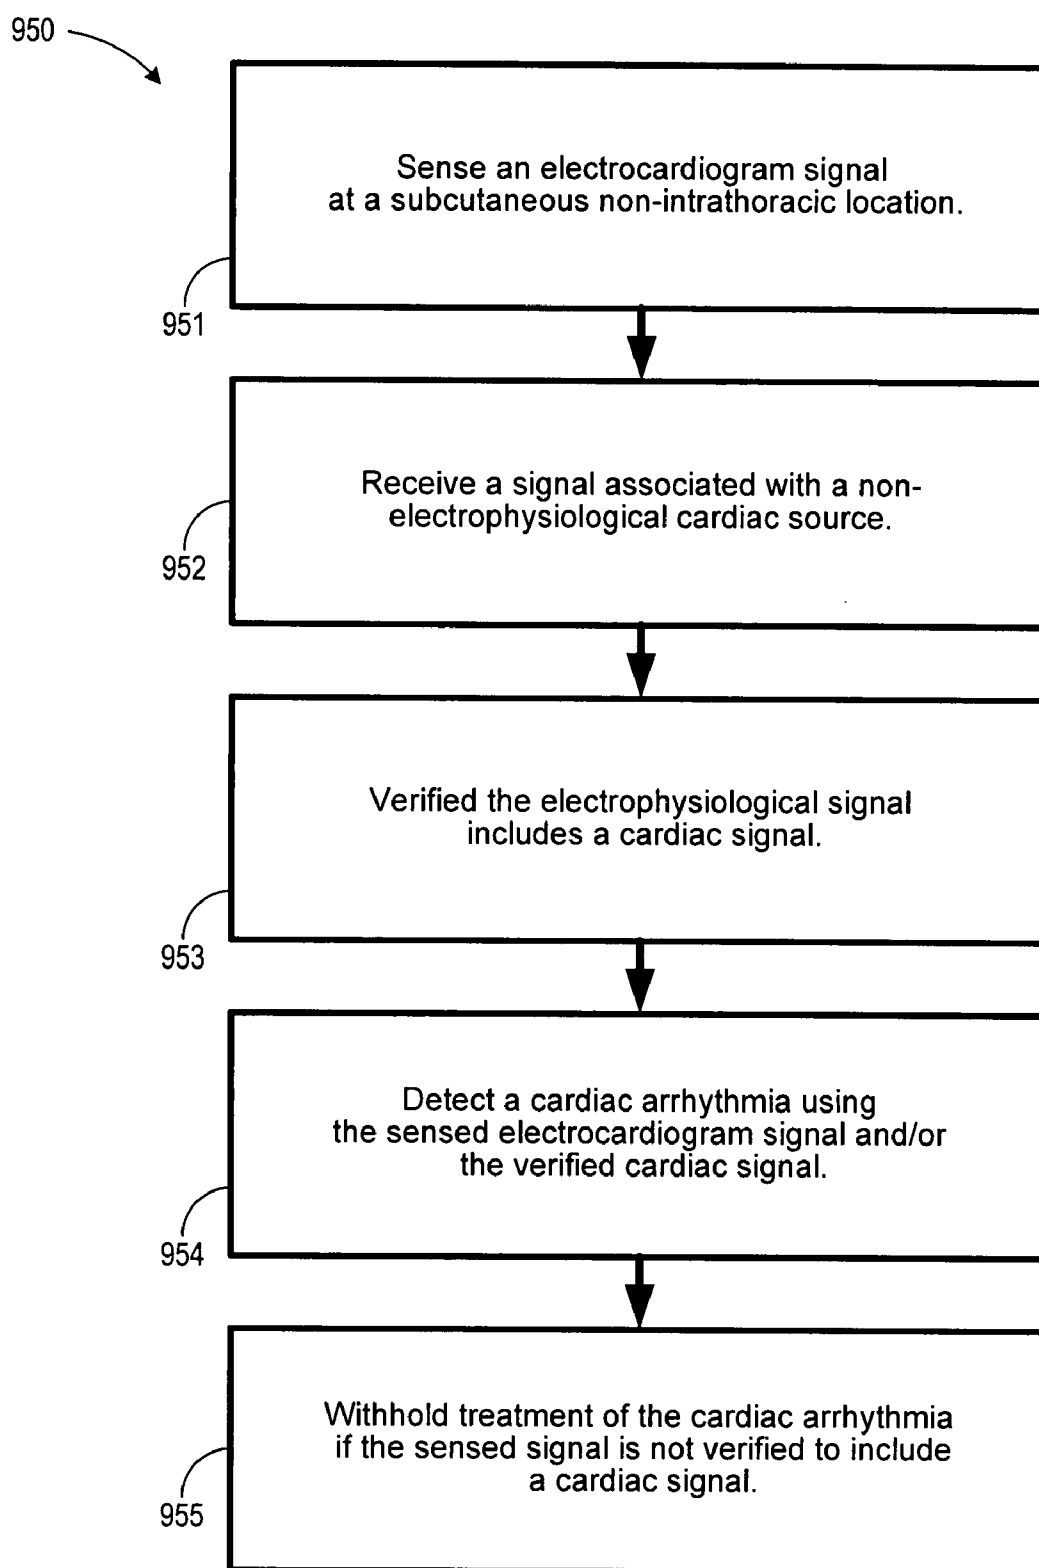 950
Sense an electrocardiogram signal
at a subcutaneous non-intrathoracic location.
951
Receive a signal associated with a non-
electrophysiological cardiac source.
952
Verified the electrophysiological signal
includes a cardiac signal.
953
Detect a cardiac arrhythmia using
the sensed electrocardiogram signal and/or
the verified cardiac signal.
954
Withhold treatment of the cardiac arrhythmia
if the sensed signal is not verified to include
a cardiac signal.
955